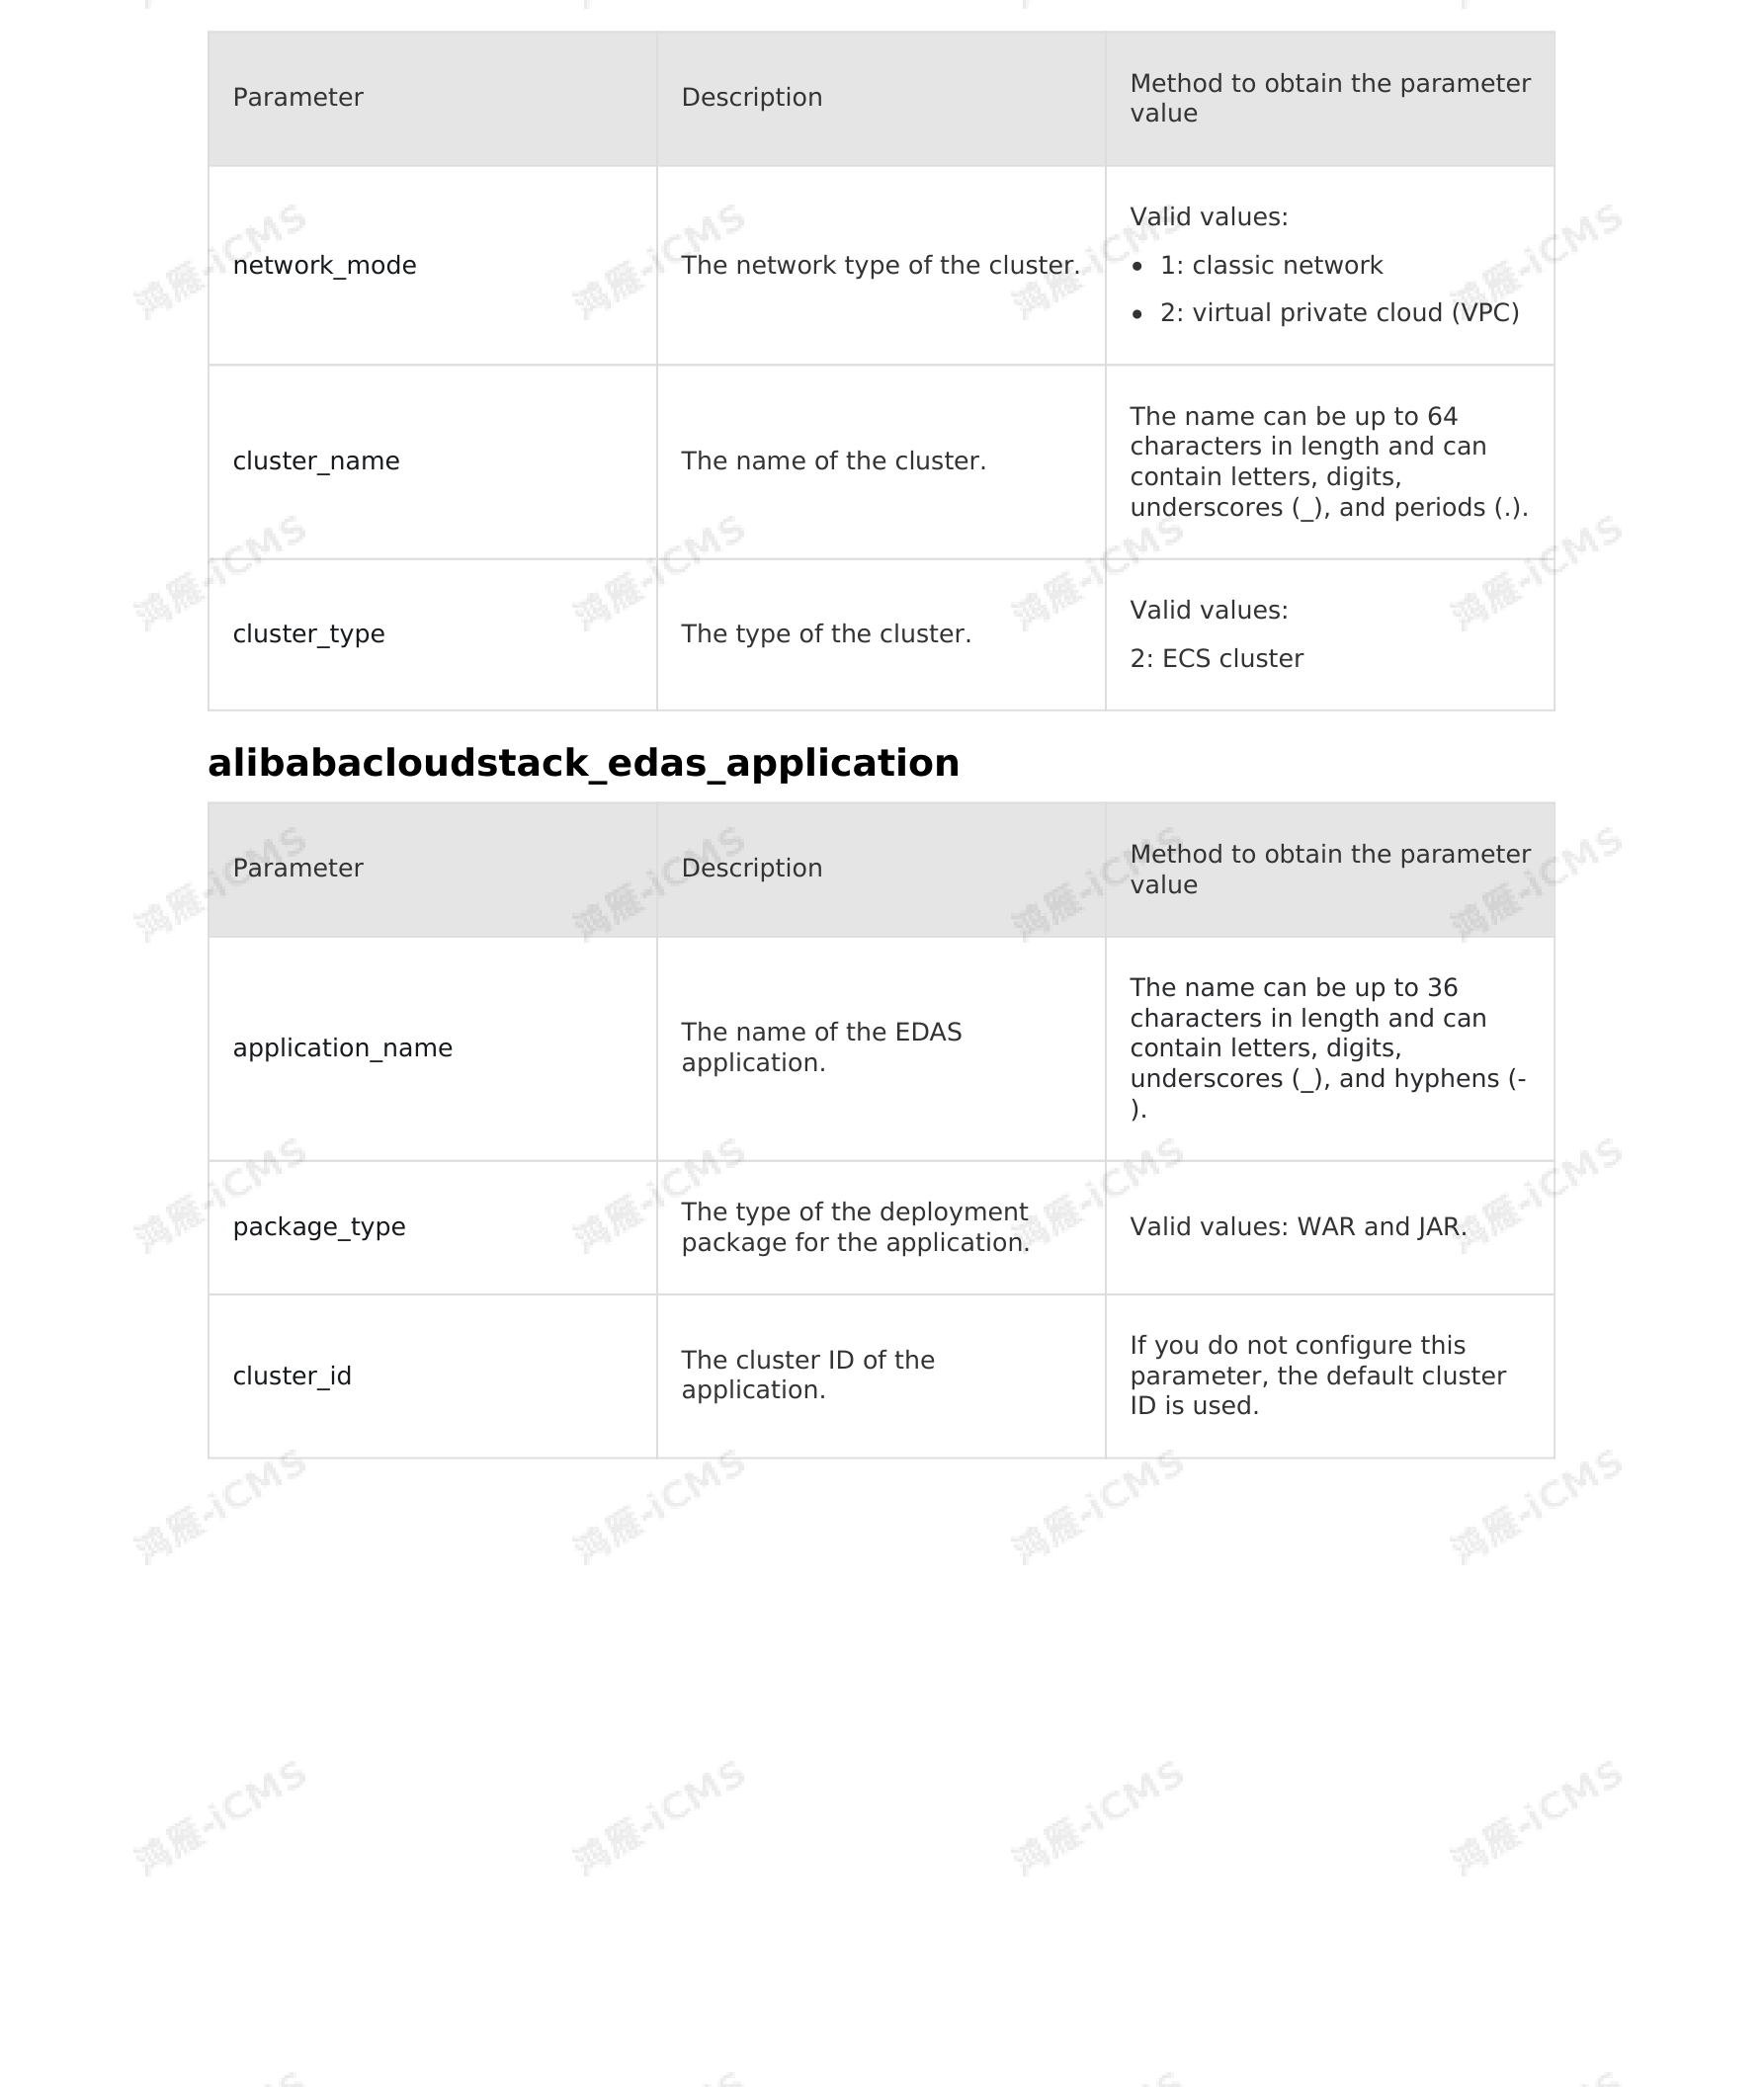 Parameter
Description
Method to obtain the parameter
value
network_mode
The network type of the cluster.
Valid values:
• 1: classic network
• 2: virtual private cloud (VPC)
cluster_name
The name of the cluster.
The name can be up to 64
characters in length and can
contain letters, digits,
underscores (_), and periods (.).
cluster_type
The type of the cluster.
Valid values:
2: ECS cluster
alibabacloudstack_edas_application
Parameter
Description
Method to obtain the parameter
value
application_name
The name of the EDAS
application.
The name can be up to 36
characters in length and can
contain letters, digits,
underscores (_), and hyphens (-
).
package_type
The type of the deployment
package for the application.
Valid values: WAR and JAR.
cluster_id
The cluster ID of the
application.
If you do not configure this
parameter, the default cluster
ID is used.
鸿雁-iCMS